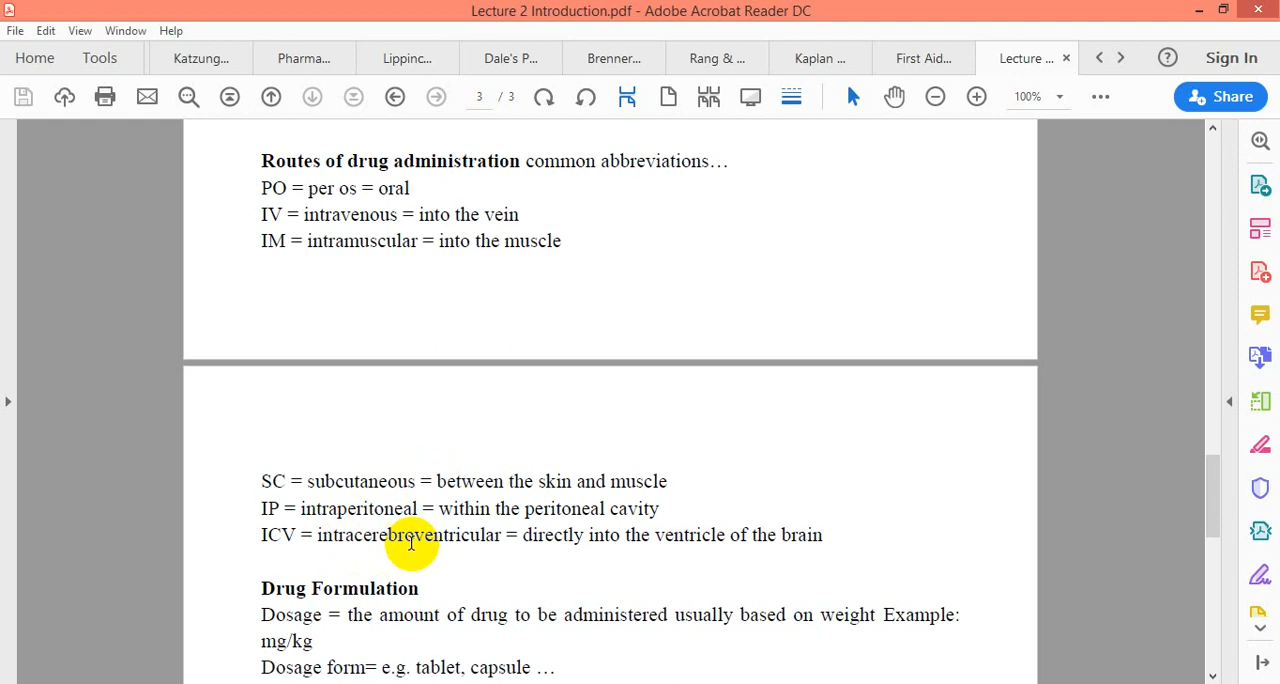 Lecture 2 Introduction.pdf - Adobe Acrobat Reader DC
File Edit View Window Help
Home Tools Katzung... Pharma... Lippinc... Dale's P... Brenner... Rang & ... Kaplan ... First Aid... Lecture ... × Sign In
3 / 3 100% Share
Routes of drug administration common abbreviations…
PO = per os = oral
IV = intravenous = into the vein
IM = intramuscular = into the muscle
SC = subcutaneous = between the skin and muscle
IP = intraperitoneal = within the peritoneal cavity
ICV = intracerebroventricular = directly into the ventricle of the brain
Drug Formulation
Dosage = the amount of drug to be administered usually based on weight Example:
mg/kg
Dosage form= e.g. tablet, capsule …